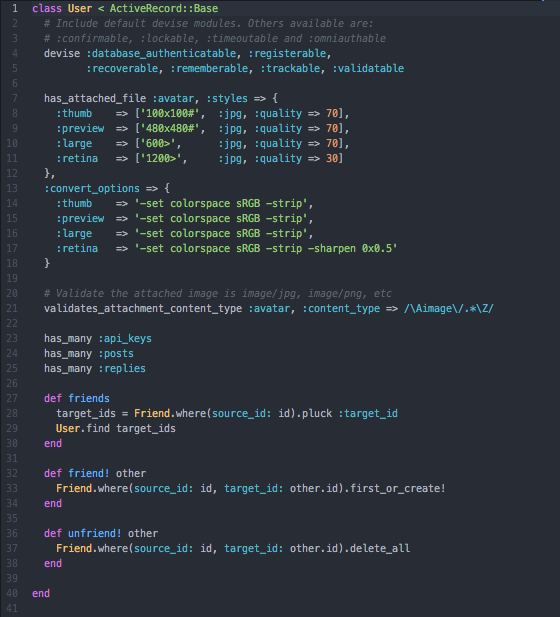 1 class User < ActiveRecord::Base
2   # Include default devise modules. Others available are:
3   # :confirmable, :lockable, :timeoutable and :omniauthable
4   devise :database_authenticatable, :registerable,
5          :recoverable, :rememberable, :trackable, :validatable
6
7   has_attached_file :avatar, :styles => {
8     :thumb    => ['100x100#',  :jpg, :quality => 70],
9     :preview  => ['480x480#',  :jpg, :quality => 70],
10     :large    => ['600>',      :jpg, :quality => 70],
11     :retina   => ['1200>',     :jpg, :quality => 30]
12   },
13   :convert_options => {
14     :thumb    => '-set colorspace sRGB -strip',
15     :preview  => '-set colorspace sRGB -strip',
16     :large    => '-set colorspace sRGB -strip',
17     :retina   => '-set colorspace sRGB -strip -sharpen 0x0.5'
18   }
19
20   # Validate the attached image is image/jpg, image/png, etc
21   validates_attachment_content_type :avatar, :content_type => /\Aimage\/.*\Z/
22
23   has_many :api_keys
24   has_many :posts
25   has_many :replies
26
27   def friends
28     target_ids = Friend.where(source_id: id).pluck :target_id
29     User.find target_ids
30   end
31
32   def friend! other
33     Friend.where(source_id: id, target_id: other.id).first_or_create!
34   end
35
36   def unfriend! other
37     Friend.where(source_id: id, target_id: other.id).delete_all
38   end
39
40 end
41